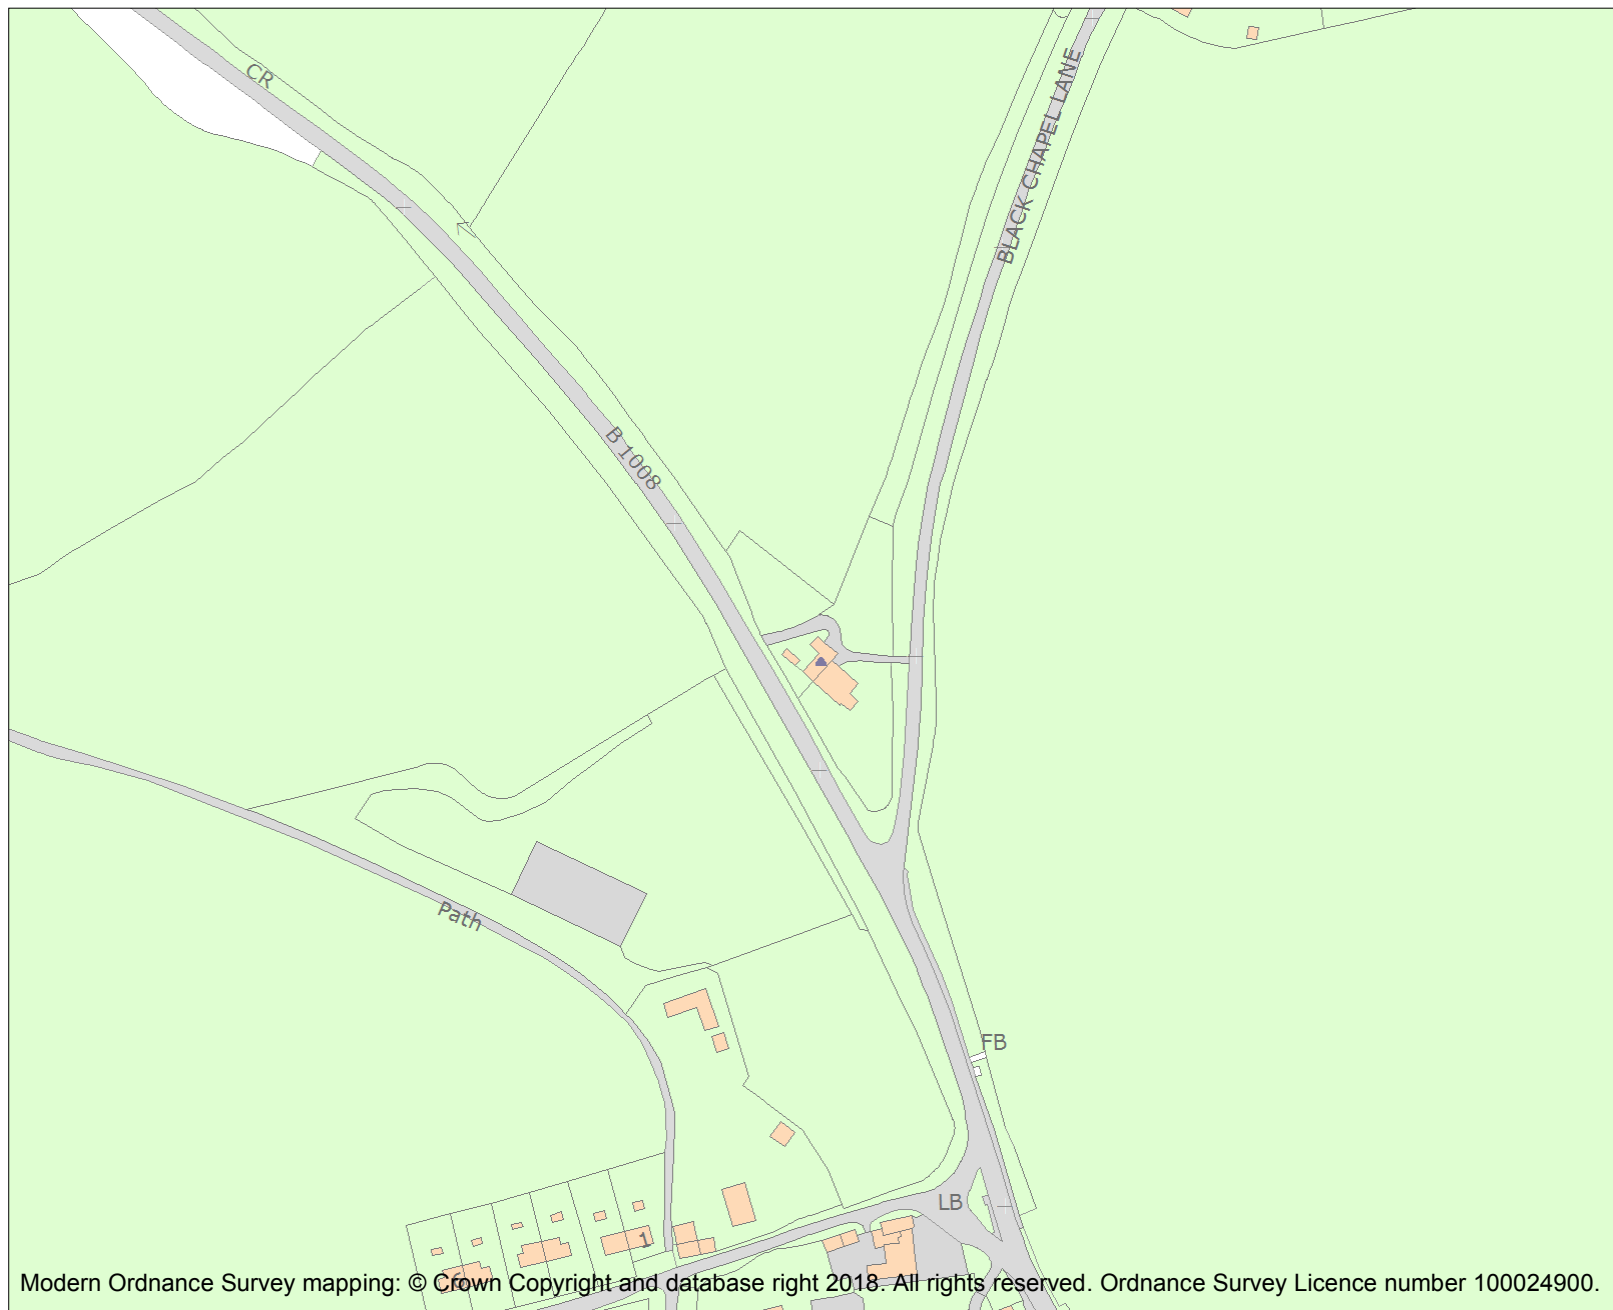 CR
BLACK CHAPEL LANE
B 1008
Path
FB
LB
1
6
Modern Ordnance Survey mapping: © Crown Copyright and database right 2018. All rights reserved. Ordnance Survey Licence number 100024900.